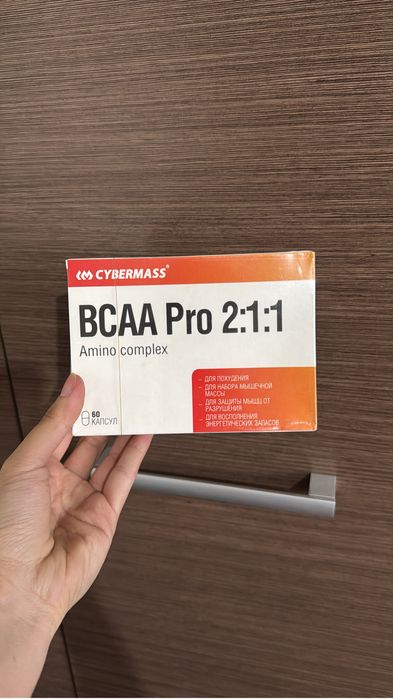 CYBERMASS®
BCAA Pro 2:1:1
Amino complex
– ДЛЯ ПОХУДЕНИЯ
– ДЛЯ НАБОРА МЫШЕЧНОЙ
МАССЫ
– ДЛЯ ЗАЩИТЫ МЫШЦ ОТ
РАЗРУШЕНИЯ
– ДЛЯ ВОСПОЛНЕНИЯ
ЭНЕРГЕТИЧЕСКИХ ЗАПАСОВ
60
КАПСУЛ